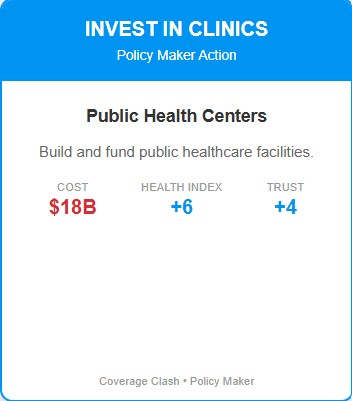 INVEST IN CLINICS
Policy Maker Action
Public Health Centers
Build and fund public healthcare facilities.
COST HEALTH INDEX TRUST
$18B +6 +4
Coverage Clash • Policy Maker